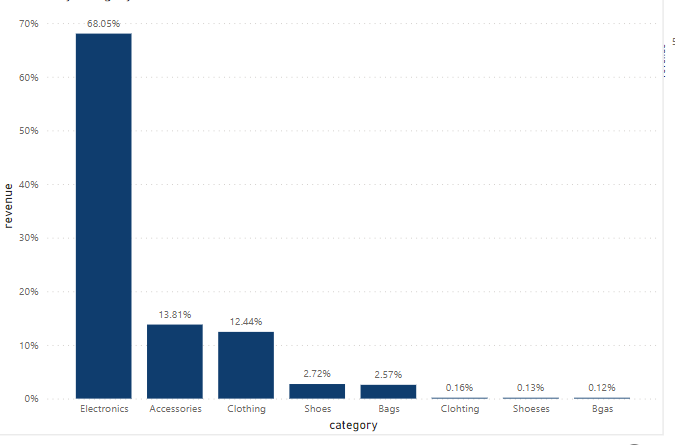 70%
60%
50%
40%
30%
20%
10%
0%
revenue
68.05%
13.81%
12.44%
2.72%
2.57%
0.16%
0.13%
0.12%
Electronics
Accessories
Clothing
Shoes
Bags
Clohting
Shoeses
Bgas
category
5